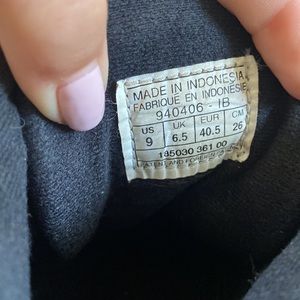 MADE IN INDONESIA
FABRIQUE EN INDONESIE
940406 - IB
US UK EUR CM
9 6.5 40.5 26
185030 361 00